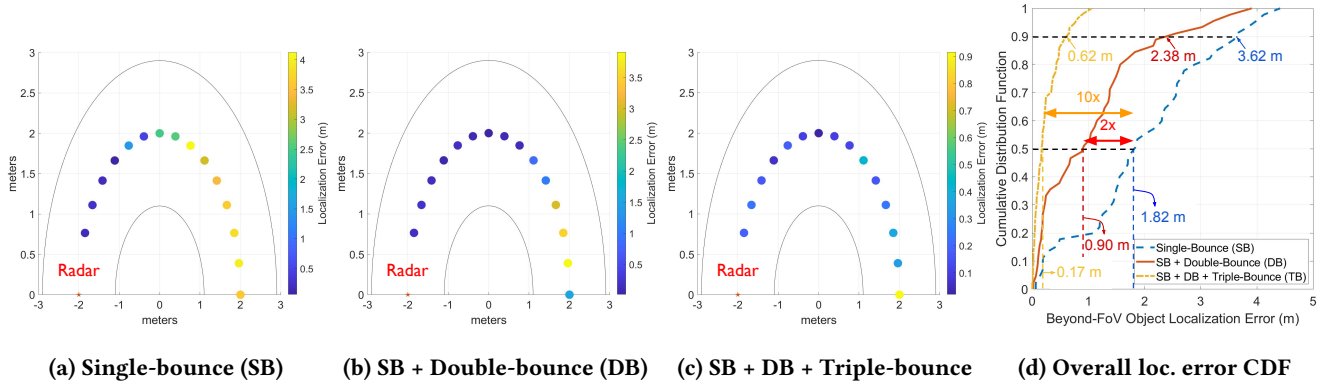 3
2.5
2
1.5
1
0.5
0
meters
-3 -2 -1 0 1 2 3
meters
Radar
4
3.5
3
2.5
2
1.5
1
0.5
Localization Error (m)
(a) Single-bounce (SB)
3
2.5
2
1.5
1
0.5
0
meters
-3 -2 -1 0 1 2 3
meters
Radar
3.5
3
2.5
2
1.5
1
0.5
Localization Error (m)
(b) SB + Double-bounce (DB)
3
2.5
2
1.5
1
0.5
0
meters
-3 -2 -1 0 1 2 3
meters
Radar
0.9
0.8
0.7
0.6
0.5
0.4
0.3
0.2
0.1
Localization Error (m)
(c) SB + DB + Triple-bounce
1
0.9
0.8
0.7
0.6
0.5
0.4
0.3
0.2
0.1
0
Cumulative Distribution Function
0.62 m
2.38 m
3.62 m
10x
2x
1.82 m
0.90 m
0.17 m
Single-Bounce (SB)
SB + Double-Bounce (DB)
SB + DB + Triple-Bounce (TB)
0 1 2 3 4 5
Beyond-FoV Object Localization Error (m)
(d) Overall loc. error CDF